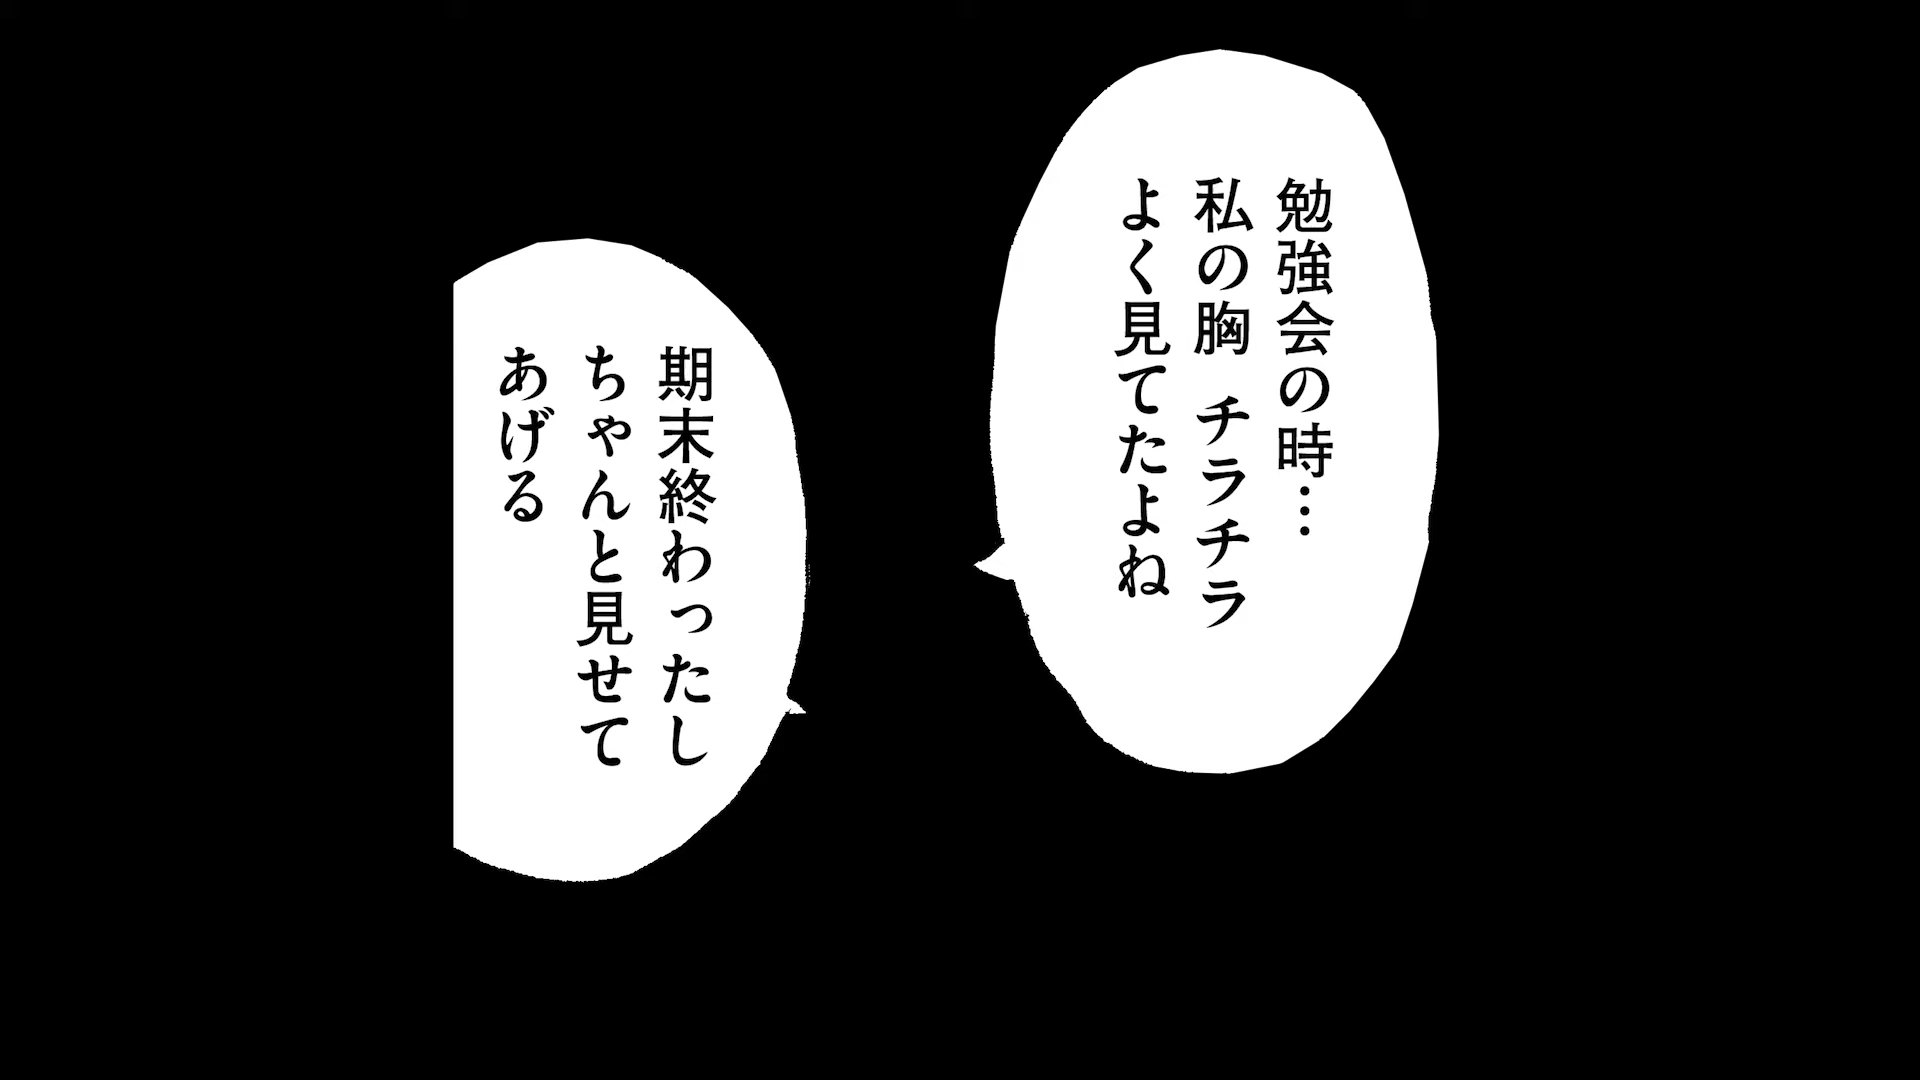 勉強会の時…
私の胸 チラチラ
よく見てたよね
期末終わったし
ちゃんと見せて
あげる